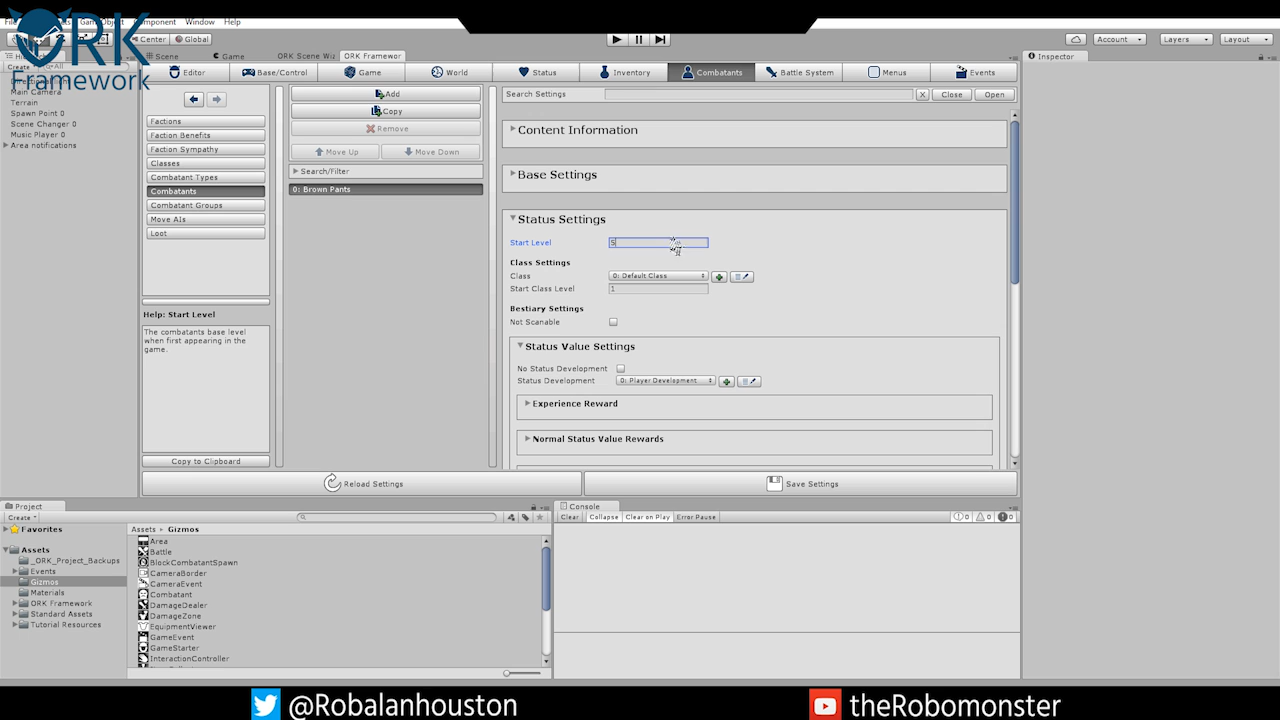 ORK
Framework
Component
Window
Help
Center
Global
Account
Layers
Layout
Scene
Game
ORK Scene Wiz
ORK Framewor
Inspector
Create
All
Main Camera
Terrain
Spawn Point 0
Scene Changer 0
Music Player 0
Area notifications
Editor
Base/Control
Game
World
Status
Inventory
Combatants
Battle System
Menus
Events
Factions
Faction Benefits
Faction Sympathy
Classes
Combatant Types
Combatants
Combatant Groups
Move AIs
Loot
Help: Start Level
The combatants base level
when first appearing in the
game.
Copy to Clipboard
Add
Copy
Remove
Move Up
Move Down
Search/Filter
0: Brown Pants
Search Settings
X
Close
Open
Content Information
Base Settings
Status Settings
Start Level
5
Class Settings
Class
0: Default Class
Start Class Level
1
Bestiary Settings
Not Scanable
Status Value Settings
No Status Development
Status Development
0: Player Development
Experience Reward
Normal Status Value Rewards
Reload Settings
Save Settings
Project
Create
Favorites
Assets
_ORK_Project_Backups
Events
Gizmos
Materials
ORK Framework
Standard Assets
Tutorial Resources
Assets
Gizmos
Area
Battle
BlockCombatantSpawn
CameraBorder
CameraEvent
Combatant
DamageDealer
DamageZone
EquipmentViewer
GameEvent
GameStarter
InteractionController
Console
Clear
Collapse
Clear on Play
Error Pause
0
0
0
@Robalanhouston
theRobomonster